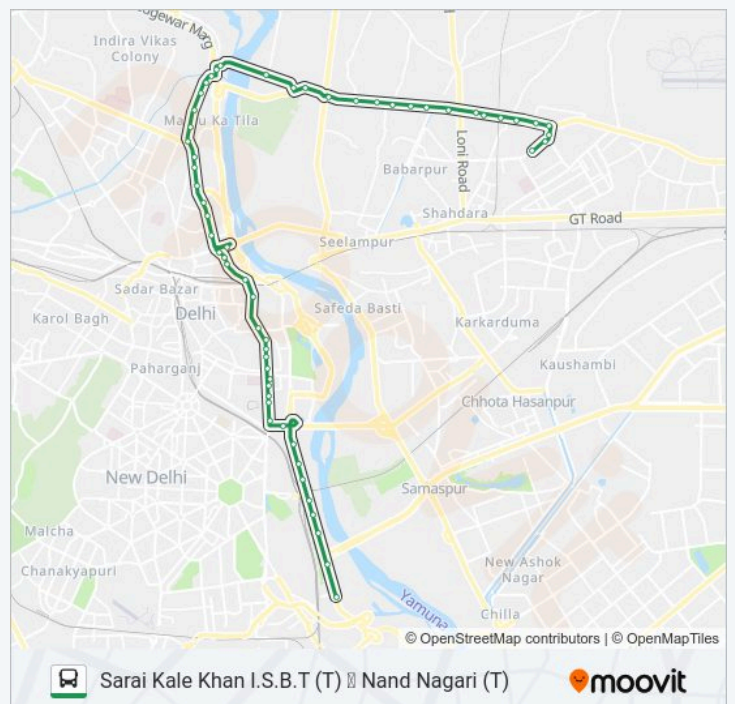 dgewar Marg
Indira Vikas
Colony
Ma
u Ka Tila
Loni Road
Babarpur
Shahdara
GT Road
Seelampur
Sadar Bazar
Delhi
Safeda Basti
Karol Bagh
Karkarduma
Paharganj
Kaushambi
Chhota Hasanpur
New Delhi
Samaspur
Malcha
Chanakyapuri
New Ashok
Nagar
Yamuna
Chilla
© OpenStreetMap contributors | © OpenMapTiles
Sarai Kale Khan I.S.B.T (T) Nand Nagari (T)
moovit